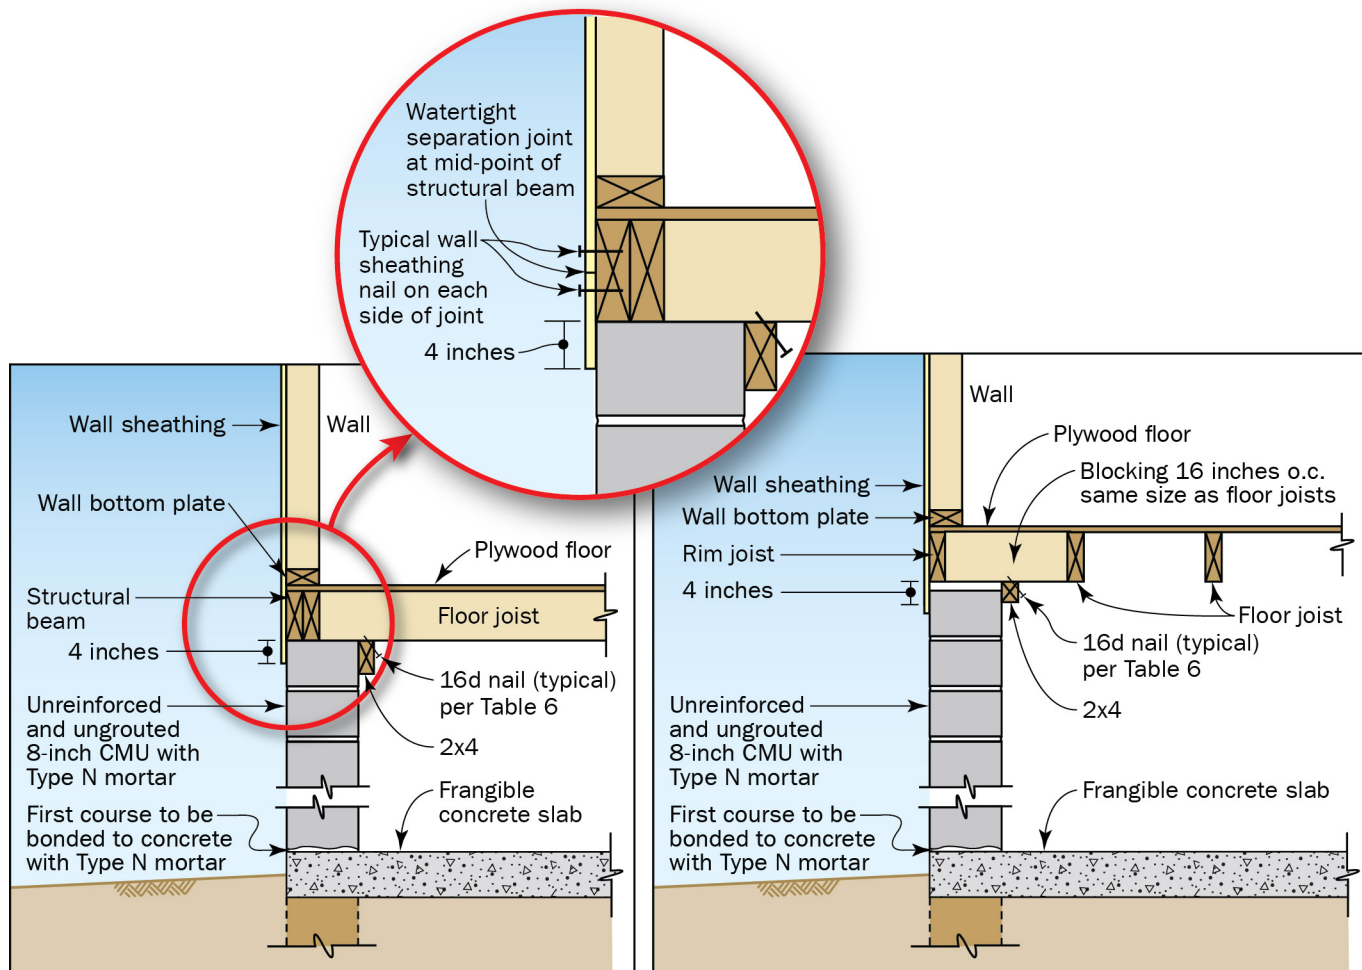 Watertight
separation joint
at mid-point of
structural beam
Typical wall
sheathing
nail on each
side of joint
4 inches
Wall sheathing
Wall
Wall bottom plate
Plywood floor
Structural
beam
Floor joist
4 inches
16d nail (typical)
per Table 6
Unreinforced
and ungrouted
8-inch CMU with
Type N mortar
2x4
Frangible
concrete slab
First course to be
bonded to concrete
with Type N mortar
Wall
Plywood floor
Blocking 16 inches o.c.
same size as floor joists
Wall sheathing
Wall bottom plate
Rim joist
4 inches
Floor joist
16d nail (typical)
per Table 6
Unreinforced
and ungrouted
8-inch CMU with
Type N mortar
2x4
Frangible concrete slab
First course to be
bonded to concrete
with Type N mortar